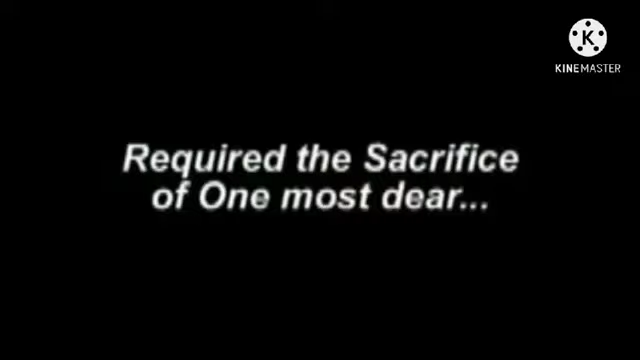 KINEMASTER
Required the Sacrifice
of One most dear...